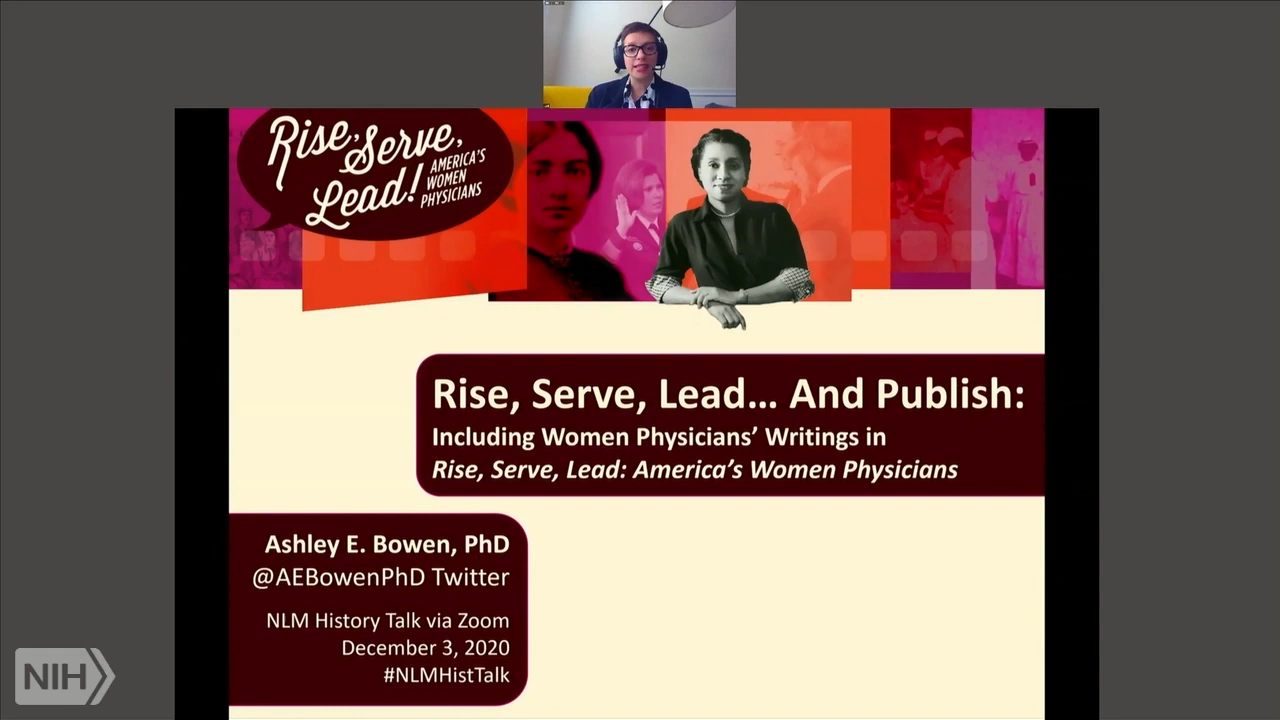 Rise, Serve,
Lead!
AMERICA'S
WOMEN
PHYSICIANS
Rise, Serve, Lead... And Publish:
Including Women Physicians' Writings in
Rise, Serve, Lead: America's Women Physicians
Ashley E. Bowen, PhD
@AEBowenPhD Twitter
NLM History Talk via Zoom
December 3, 2020
#NLMHistTalk
NIH